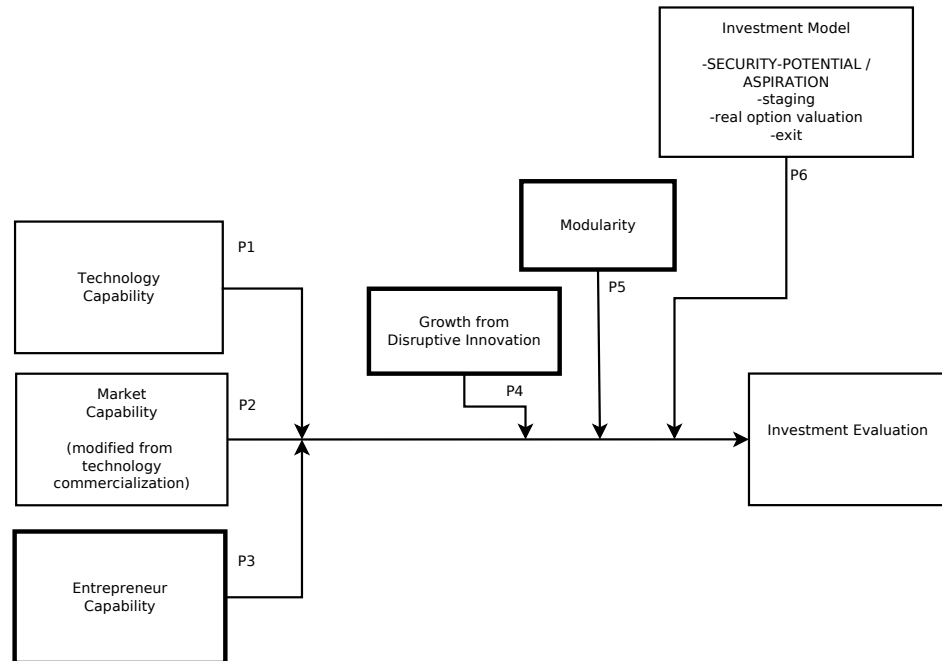 Investment Model
-SECURITY-POTENTIAL /
ASPIRATION
-staging
-real option valuation
-exit
P6
Modularity
P5
Technology
Capability
P1
Growth from
Disruptive Innovation
P4
Market
Capability
(modified from
technology
commercialization)
P2
Investment Evaluation
Entrepreneur
Capability
P3